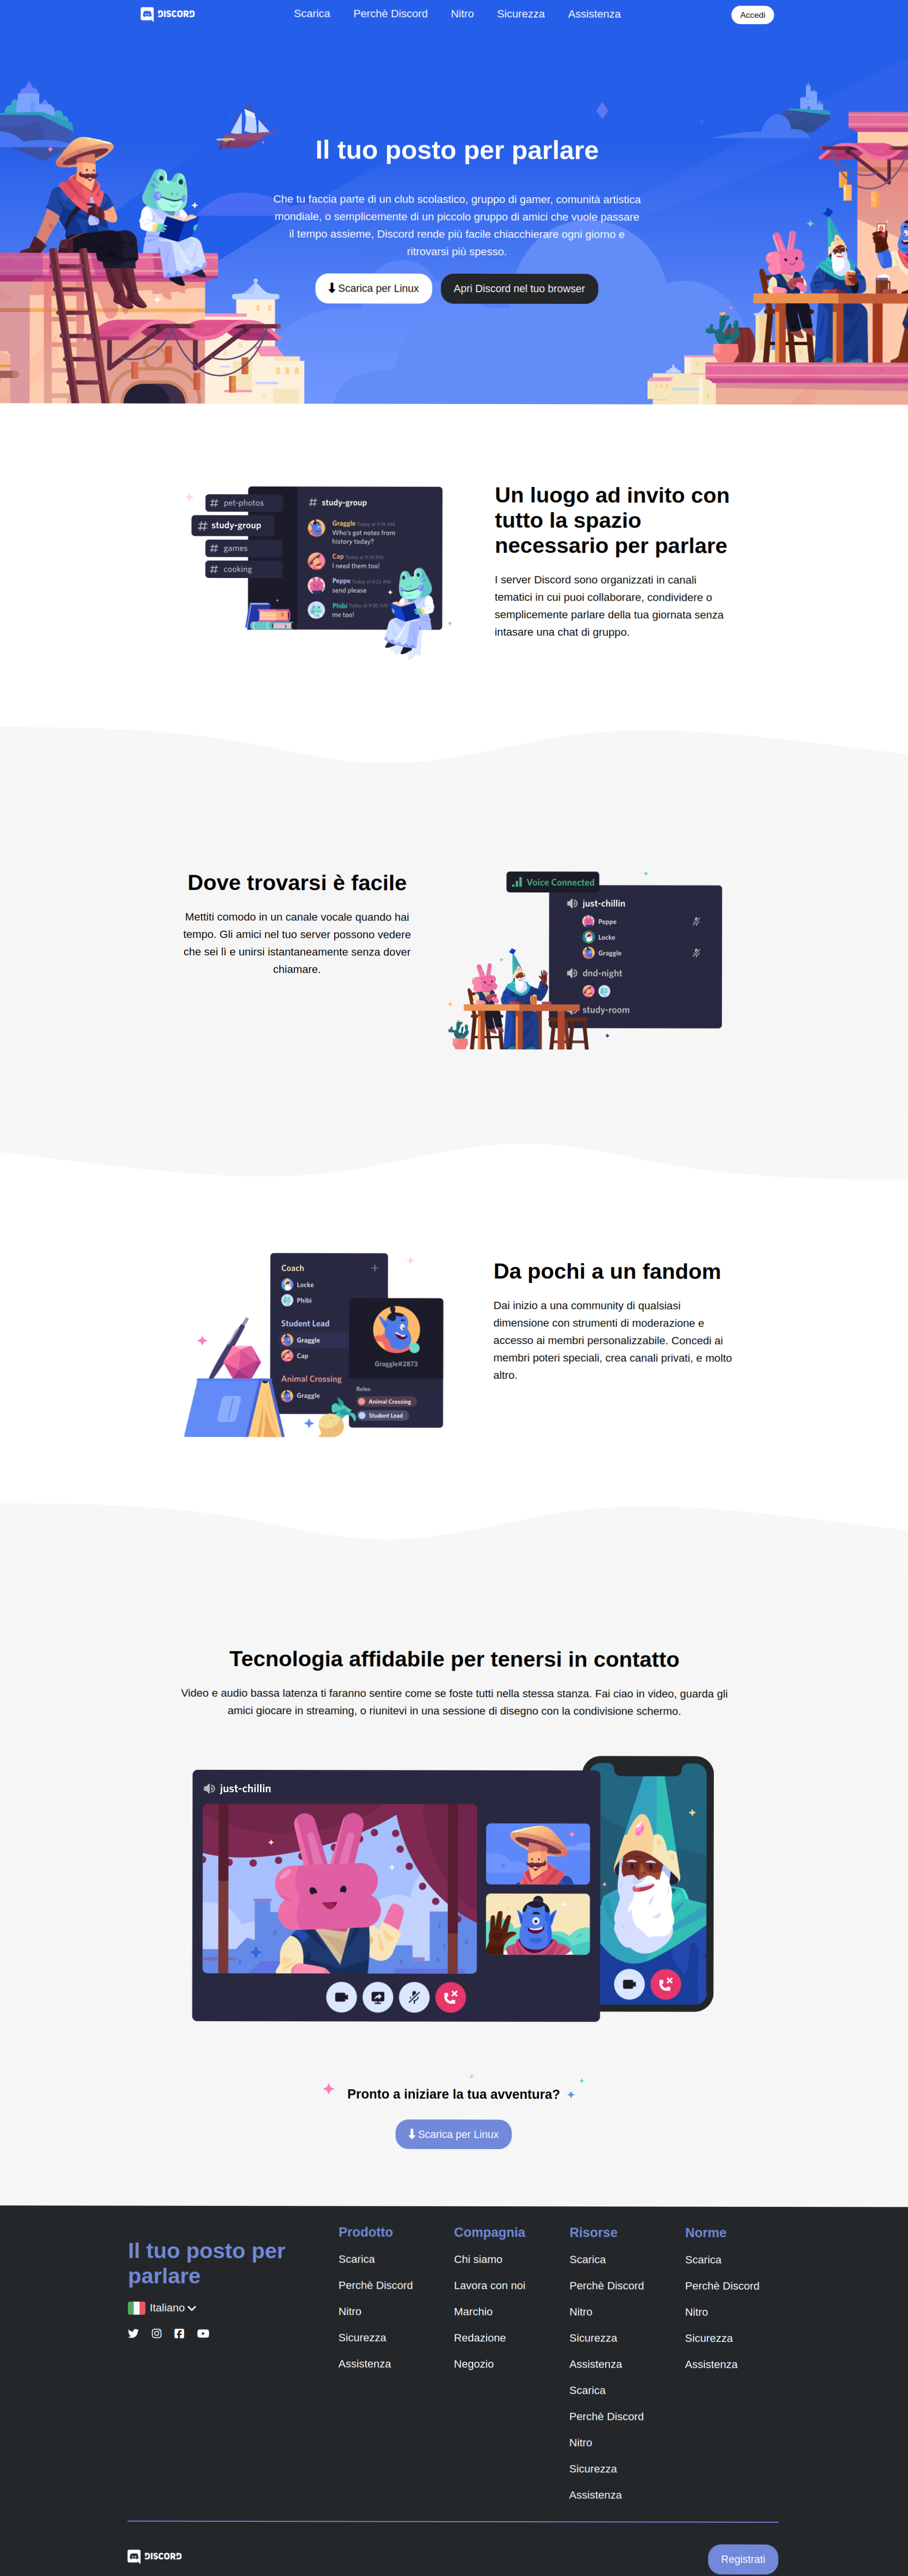 DISCORD
Scarica
Perchè Discord
Nitro
Sicurezza
Assistenza
Accedi
Il tuo posto per parlare
Che tu faccia parte di un club scolastico, gruppo di gamer, comunità artistica
mondiale, o semplicemente di un piccolo gruppo di amici che vuole passare
il tempo assieme, Discord rende più facile chiacchierare ogni giorno e
ritrovarsi più spesso.
Scarica per Linux
Apri Discord nel tuo browser
# pet-photos
# study-group
# games
# cooking
# study-group
Graggle Today at 9:18 AM
Who's got notes from
history today?
Cap Today at 9:18 AM
I need them too!
Peppe Today at 9:22 AM
send please
Phibi Today at 9:30 AM
me too!
Un luogo ad invito con
tutto la spazio
necessario per parlare
I server Discord sono organizzati in canali
tematici in cui puoi collaborare, condividere o
semplicemente parlare della tua giornata senza
intasare una chat di gruppo.
Dove trovarsi è facile
Mettiti comodo in un canale vocale quando hai
tempo. Gli amici nel tuo server possono vedere
che sei lì e unirsi istantaneamente senza dover
chiamare.
Voice Connected
just-chillin
Peppe
Locke
Graggle
dnd-night
study-room
Coach
Locke
Phibi
Student Lead
Graggle
Cap
Animal Crossing
Graggle
Graggle#2873
Roles
Animal Crossing
Student Lead
Da pochi a un fandom
Dai inizio a una community di qualsiasi
dimensione con strumenti di moderazione e
accesso ai membri personalizzabile. Concedi ai
membri poteri speciali, crea canali privati, e molto
altro.
Tecnologia affidabile per tenersi in contatto
Video e audio bassa latenza ti faranno sentire come se foste tutti nella stessa stanza. Fai ciao in video, guarda gli
amici giocare in streaming, o riunitevi in una sessione di disegno con la condivisione schermo.
just-chillin
Pronto a iniziare la tua avventura?
Scarica per Linux
Il tuo posto per
parlare
Italiano
Prodotto
Scarica
Perchè Discord
Nitro
Sicurezza
Assistenza
Compagnia
Chi siamo
Lavora con noi
Marchio
Redazione
Negozio
Risorse
Scarica
Perchè Discord
Nitro
Sicurezza
Assistenza
Scarica
Perchè Discord
Nitro
Sicurezza
Assistenza
Norme
Scarica
Perchè Discord
Nitro
Sicurezza
Assistenza
DISCORD
Registrati